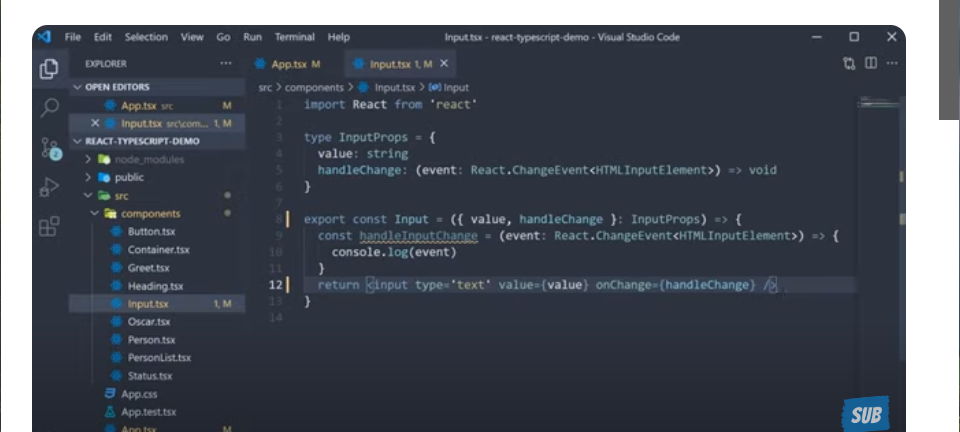 File Edit Selection View Go Run Terminal Help
Input.tsx - react-typescript-demo - Visual Studio Code
EXPLORER
OPEN EDITORS
App.tsx src M
Input.tsx src\com... 1, M
REACT-TYPESCRIPT-DEMO
node_modules
public
src
components
Button.tsx
Container.tsx
Greet.tsx
Heading.tsx
Input.tsx 1, M
Oscar.tsx
Person.tsx
PersonList.tsx
Status.tsx
App.css
App.test.tsx
App.tsx M
2
App.tsx M
Input.tsx 1, M
src > components > Input.tsx > Input
1 import React from 'react'
2
3 type InputProps = {
4 value: string
5 handleChange: (event: React.ChangeEvent<HTMLInputElement>) => void
6 }
7
8 export const Input = ({ value, handleChange }: InputProps) => {
9 const handleInputChange = (event: React.ChangeEvent<HTMLInputElement>) => {
10 console.log(event)
11 }
12 return <input type='text' value={value} onChange={handleChange} />
13 }
14
SUB